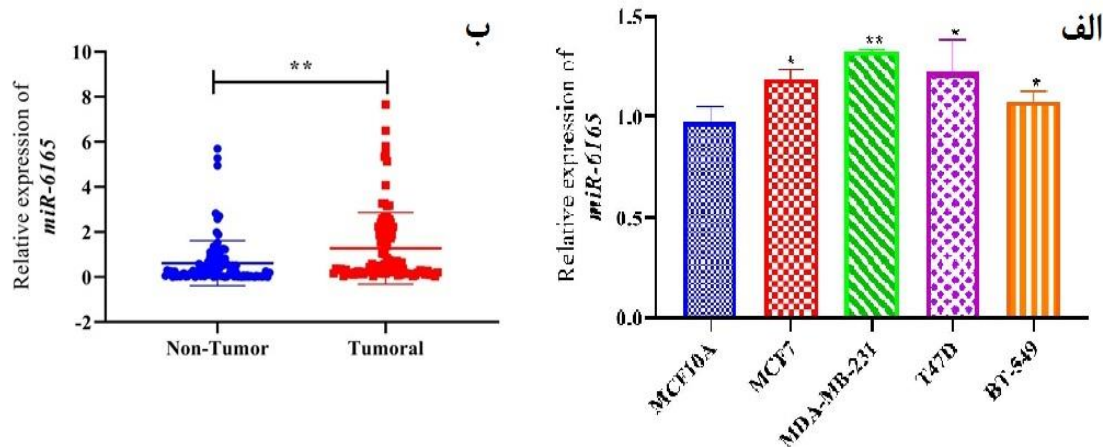 ب
10
8
6
4
2
0
-2
Relative expression of
miR-6165
**
Non-Tumor
Tumoral
الف
1.5
1.0
0.5
0.0
Relative expression of
miR-6165
*
**
*
*
MCF10A
MCF7
MDA-MB-231
T47D
BT-549